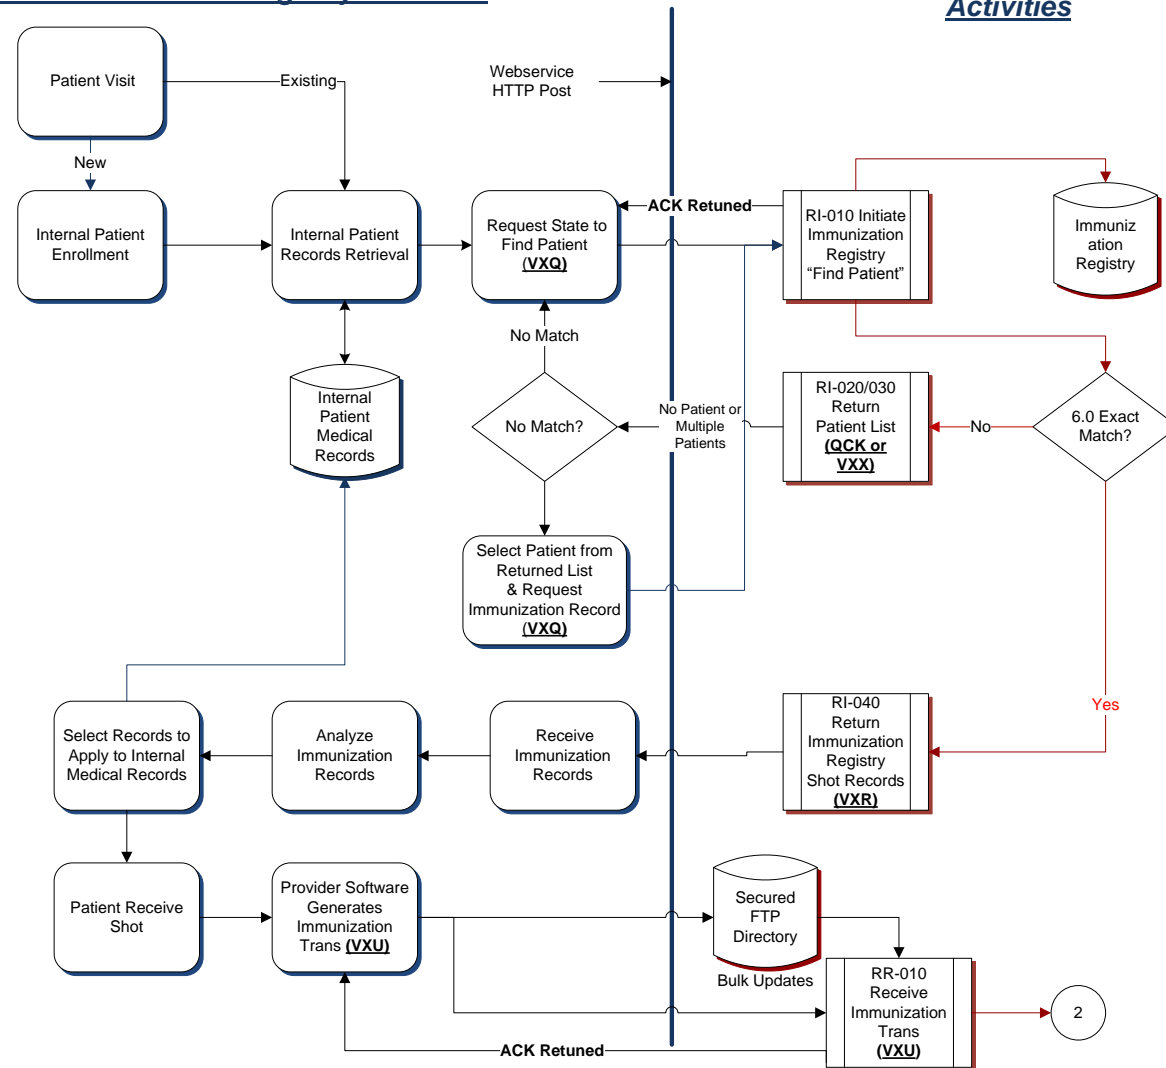 Activities
Patient Visit
Existing
Webservice
HTTP Post
New
Internal Patient
Enrollment
Internal Patient
Records Retrieval
Request State to
Find Patient
(VXQ)
ACK Retuned
RI-010 Initiate
Immunization
Registry
“Find Patient”
Immuniz
ation
Registry
No Match
Internal
Patient
Medical
Records
No Match?
No Patient or
Multiple
Patients
RI-020/030
Return
Patient List
(QCK or
VXX)
No
6.0 Exact
Match?
Select Patient from
Returned List
& Request
Immunization Record
(VXQ)
Yes
Select Records to
Apply to Internal
Medical Records
Analyze
Immunization
Records
Receive
Immunization
Records
RI-040
Return
Immunization
Registry
Shot Records
(VXR)
Patient Receive
Shot
Provider Software
Generates
Immunization
Trans (VXU)
Secured
FTP
Directory
Bulk Updates
RR-010
Receive
Immunization
Trans
(VXU)
2
ACK Retuned